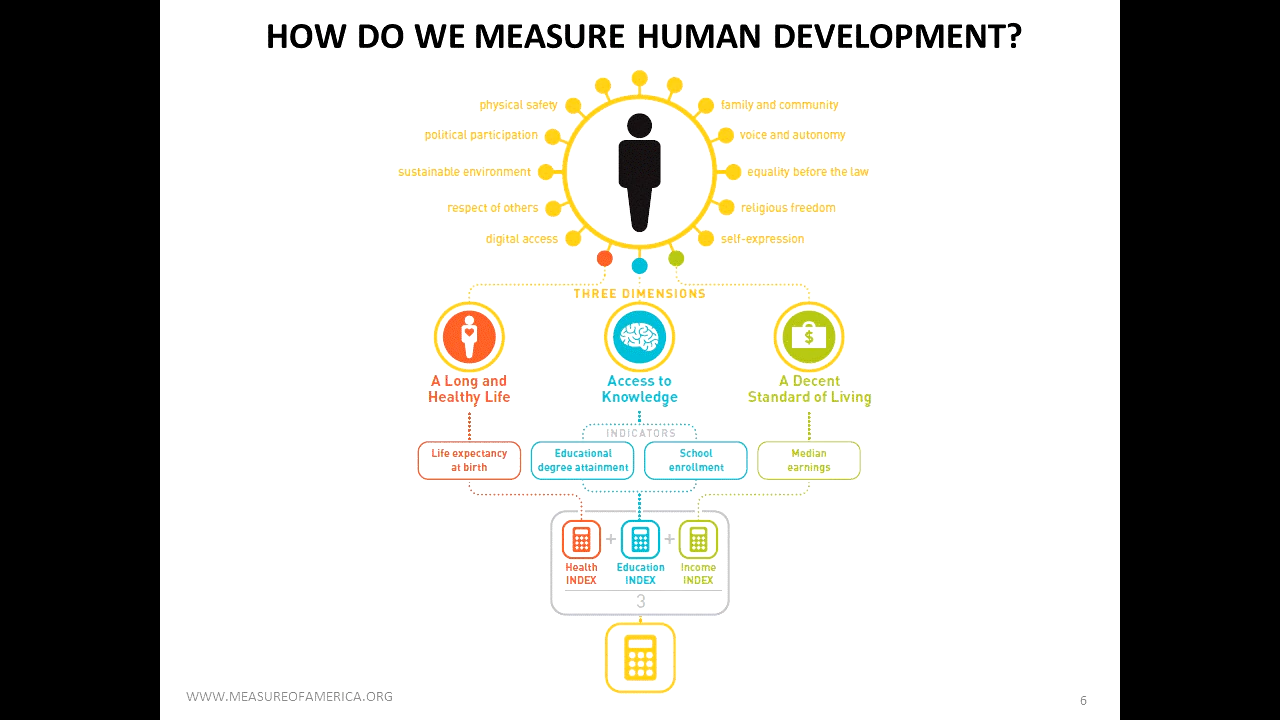 HOW DO WE MEASURE HUMAN DEVELOPMENT?
physical safety
family and community
political participation
voice and autonomy
sustainable environment
equality before the law
respect of others
religious freedom
digital access
self-expression
THREE DIMENSIONS
A Long and
Healthy Life
Access to
Knowledge
A Decent
Standard of Living
$
INDICATORS
Life expectancy
at birth
Educational
degree attainment
School
enrollment
Median
earnings
+ +
Health
INDEX
Education
INDEX
Income
INDEX
3
WWW.MEASUREOFAMERICA.ORG
6